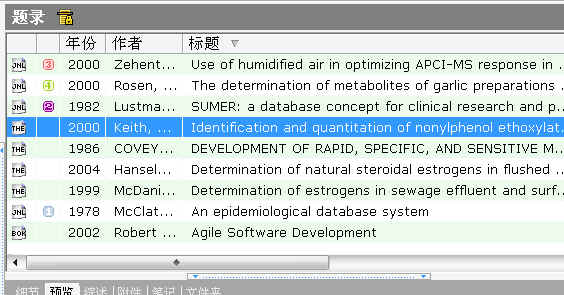 题录
年份 作者 标题
JNL 3 2000 Zehent... Use of humidified air in optimizing APCI-MS response in ...
JNL 4 2000 Rosen, ... The determination of metabolites of garlic preparations ...
JNL 2 1982 Lustma... SUMER: a database concept for clinical research and p...
THE 2000 Keith, ... Identification and quantitation of nonylphenol ethoxylat...
THE 1986 COVEY... DEVELOPMENT OF RAPID, SPECIFIC, AND SENSITIVE M...
THE 2004 Hansel... Determination of natural steroidal estrogens in flushed ...
THE 1999 McDani... Determination of estrogens in sewage effluent and surf...
JNL 1 1978 McClat... An epidemiological database system
BOK 2002 Robert ... Agile Software Development
细节 预览 综述 附件 笔记 文件夹